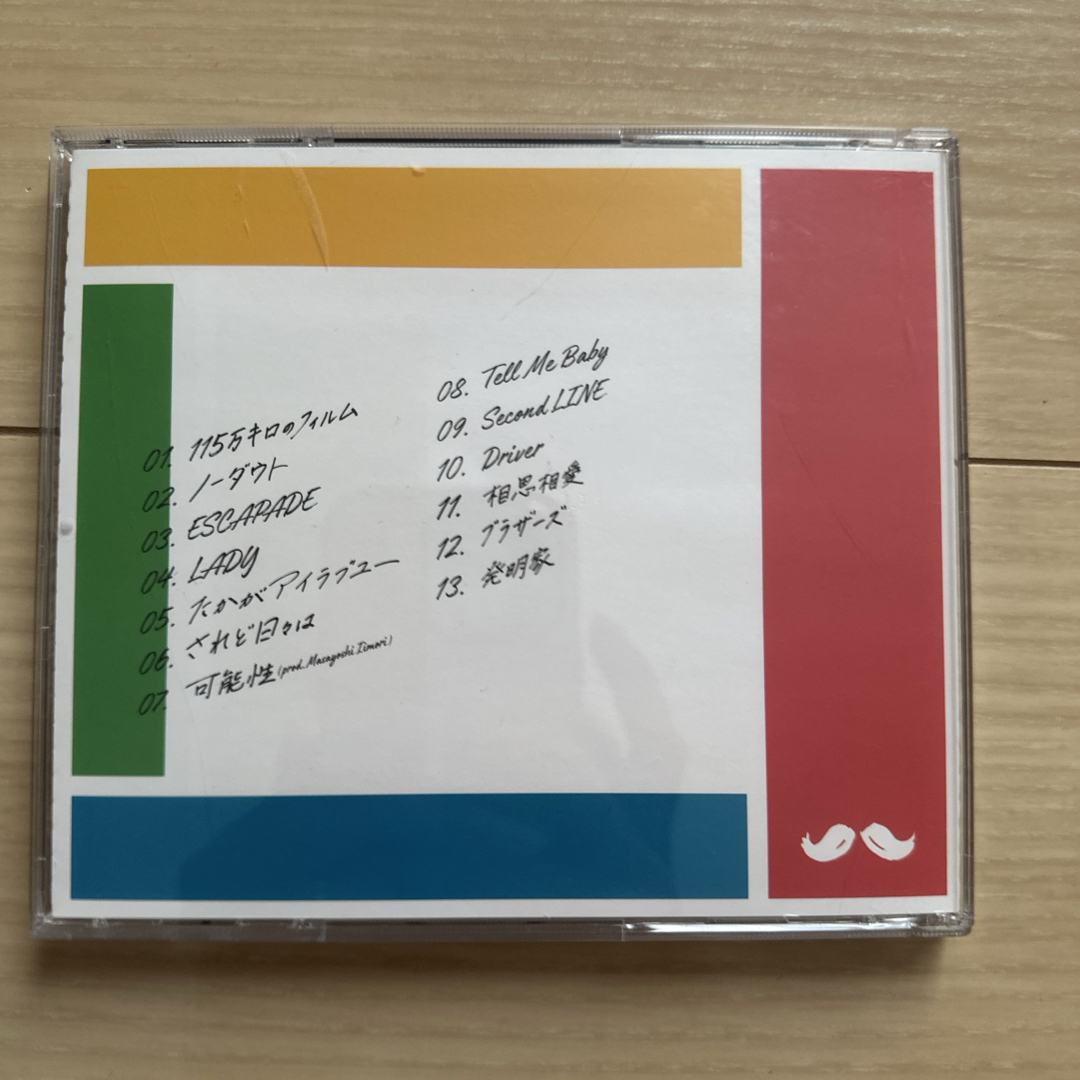 01. 115万キロのフィルム
02. ノーダウト
03. ESCAPADE
04. LADY
05. たかがアイラブユー
06. されど日々は
07. 可能性 (prod. Masayoshi Iimori)
08. Tell Me Baby
09. Second LINE
10. Driver
11. 相思相愛
12. ブラザーズ
13. 発明家